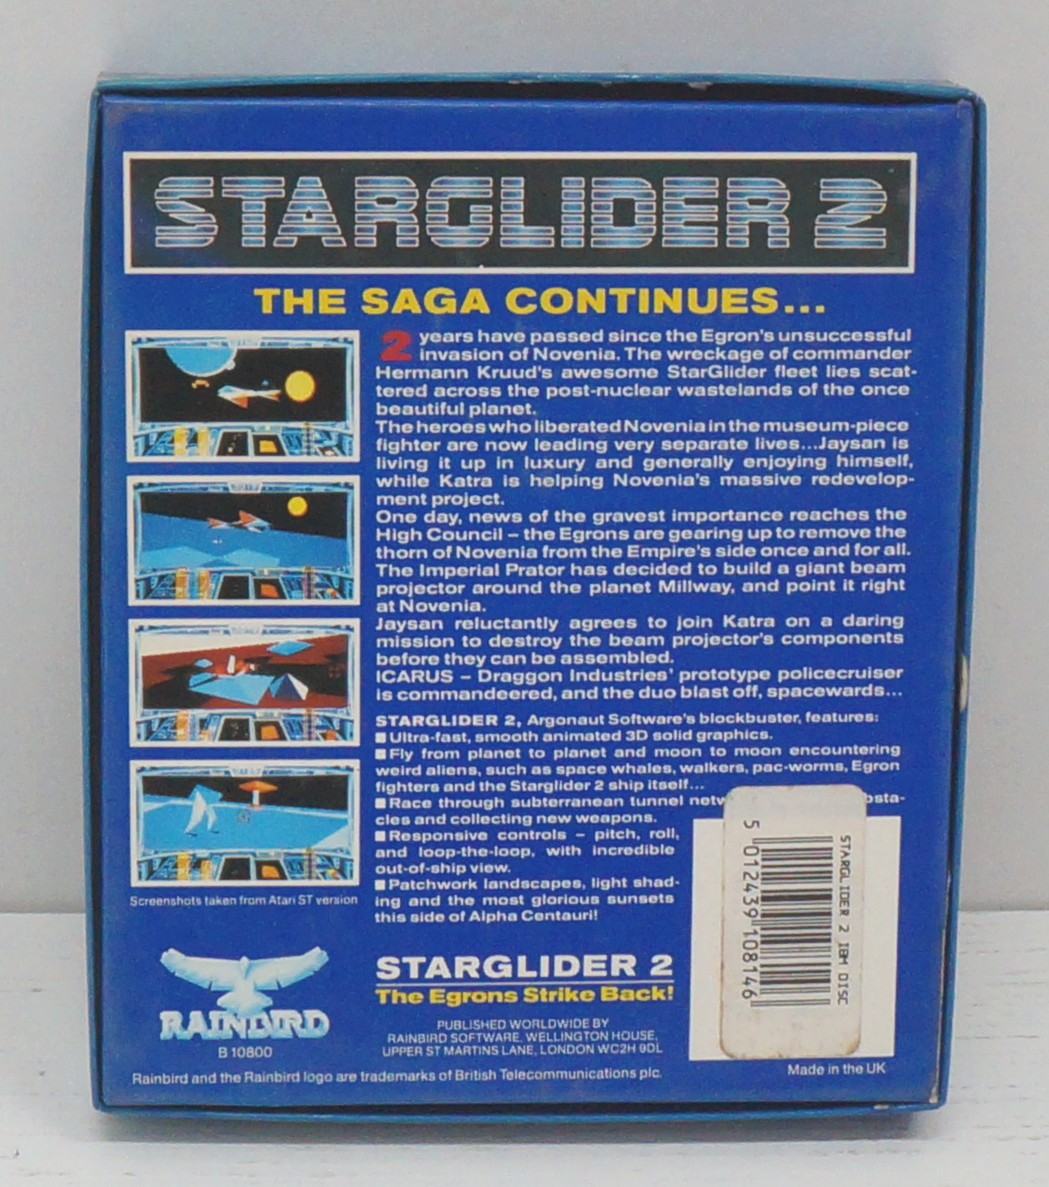 STARGLIDER 2
THE SAGA CONTINUES...
2 years have passed since the Egron's unsuccessful
invasion of Novenia. The wreckage of commander
Hermann Kruud's awesome StarGlider fleet lies scat-
tered across the post-nuclear wastelands of the once
beautiful planet.
The heroes who liberated Novenia in the museum-piece
fighter are now leading very separate lives...Jaysan is
living it up in luxury and generally enjoying himself,
while Katra is helping Novenia's massive redevelop-
ment project.
One day, news of the gravest importance reaches the
High Council – the Egrons are gearing up to remove the
thorn of Novenia from the Empire's side once and for all.
The Imperial Prator has decided to build a giant beam
projector around the planet Millway, and point it right
at Novenia.
Jaysan reluctantly agrees to join Katra on a daring
mission to destroy the beam projector's components
before they can be assembled.
ICARUS – Draggon Industries' prototype policecruiser
is commandeered, and the duo blast off, spacewards...
STARGLIDER 2, Argonaut Software's blockbuster, features:
■ Ultra-fast, smooth animated 3D solid graphics.
■ Fly from planet to planet and moon to moon encountering
weird aliens, such as space whales, walkers, pac-worms, Egron
fighters and the Starglider 2 ship itself...
■ Race through subterranean tunnel netw obsta-
cles and collecting new weapons.
■ Responsive controls – pitch, roll,
and loop-the-loop, with incredible
out-of-ship view.
■ Patchwork landscapes, light shad-
ing and the most glorious sunsets
this side of Alpha Centauri!
Screenshots taken from Atari ST version
RAINBIRD
B 10800
STARGLIDER 2
The Egrons Strike Back!
PUBLISHED WORLDWIDE BY
RAINBIRD SOFTWARE, WELLINGTON HOUSE,
UPPER ST MARTINS LANE, LONDON WC2H 9DL
STARGLIDER 2 IBM DISC
5 012439 108146
Made in the UK
Rainbird and the Rainbird logo are trademarks of British Telecommunications plc.